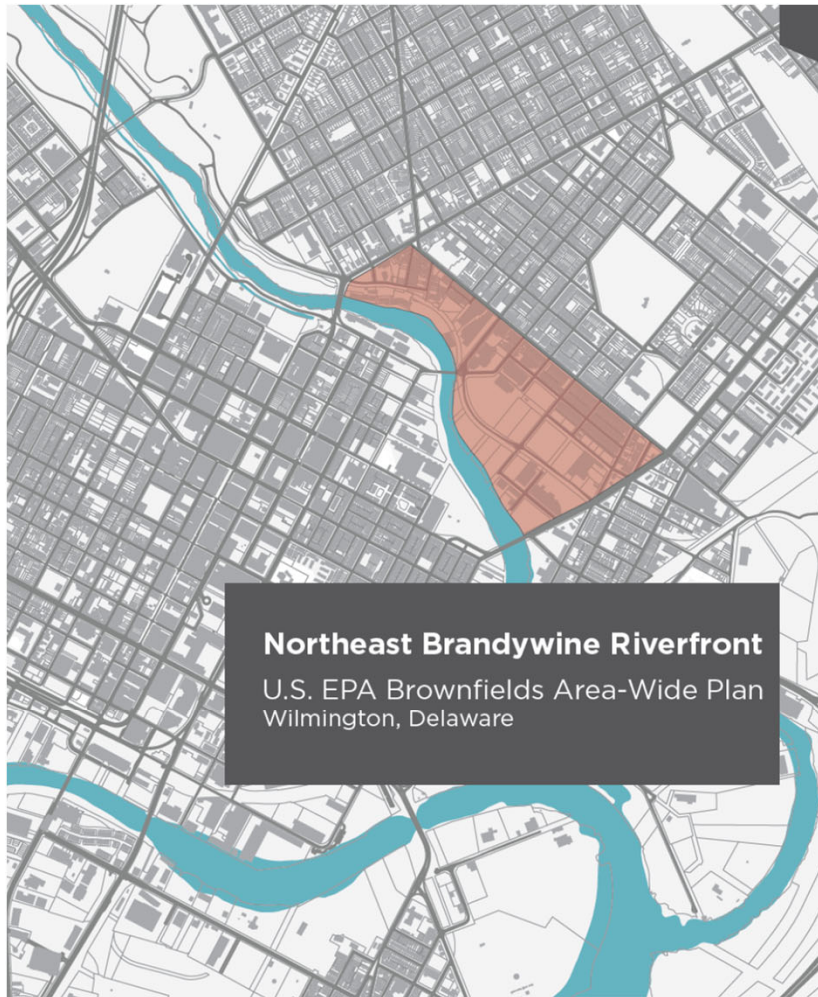 Northeast Brandywine Riverfront
U.S. EPA Brownfields Area-Wide Plan
Wilmington, Delaware